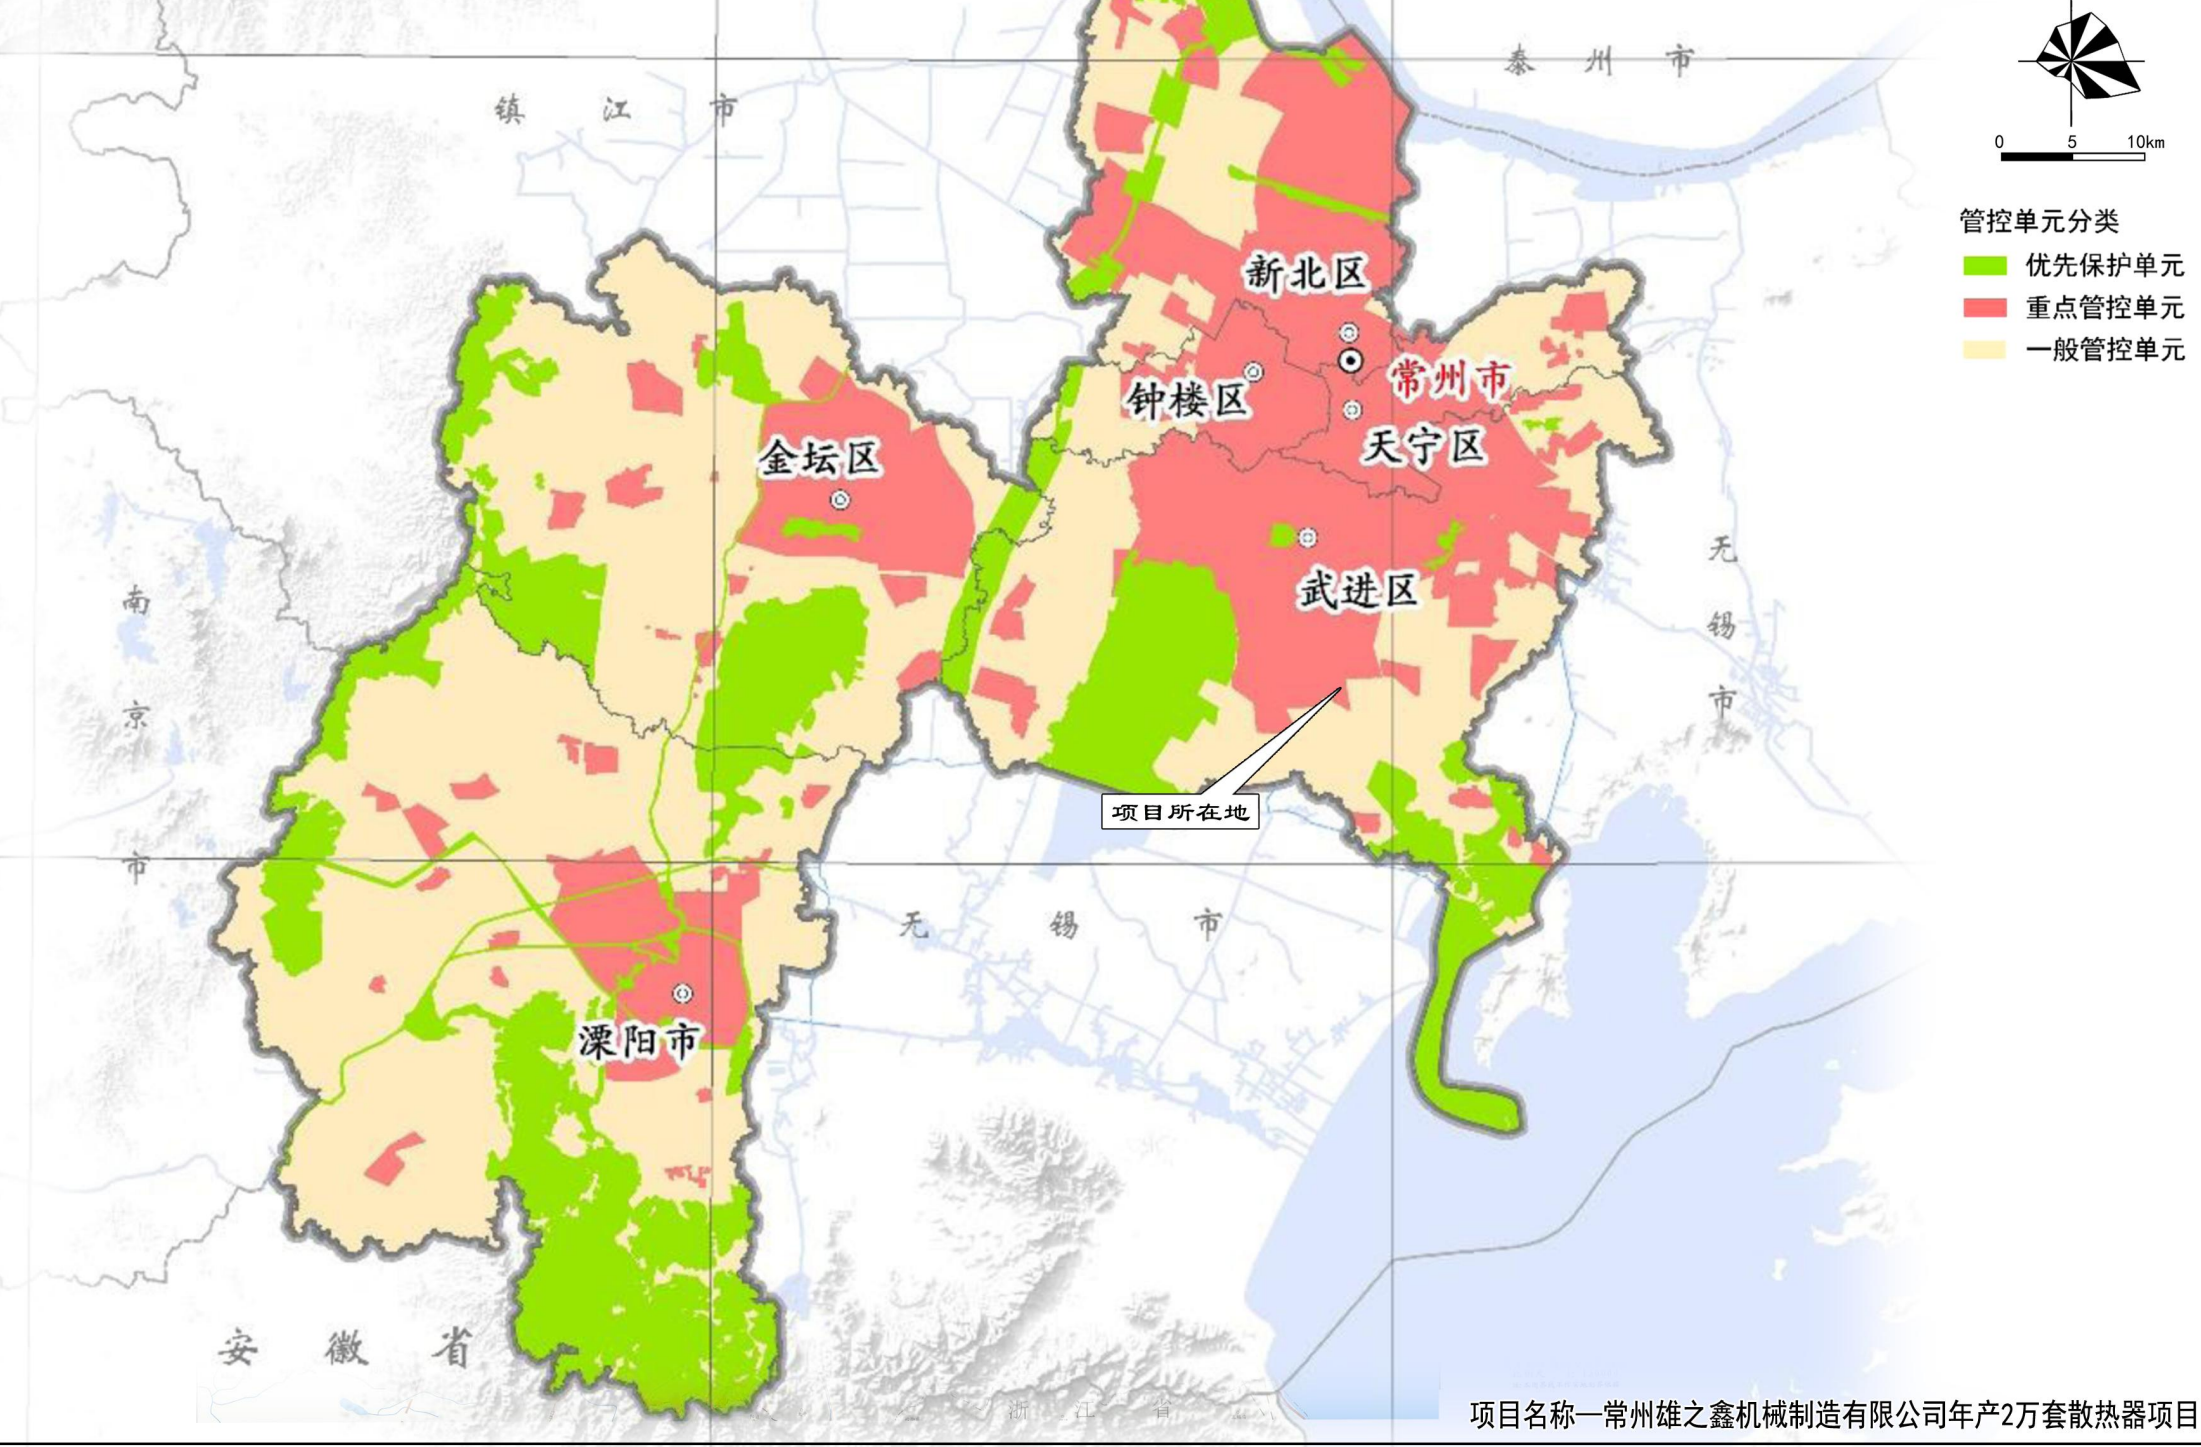 泰州市
镇江市
0 5 10km
管控单元分类
优先保护单元
重点管控单元
一般管控单元
新北区
常州市
钟楼区
天宁区
金坛区
武进区
无锡市
南京市
项目所在地
无锡市
溧阳市
安徽省
浙江省
项目名称—常州雄之鑫机械制造有限公司年产2万套散热器项目